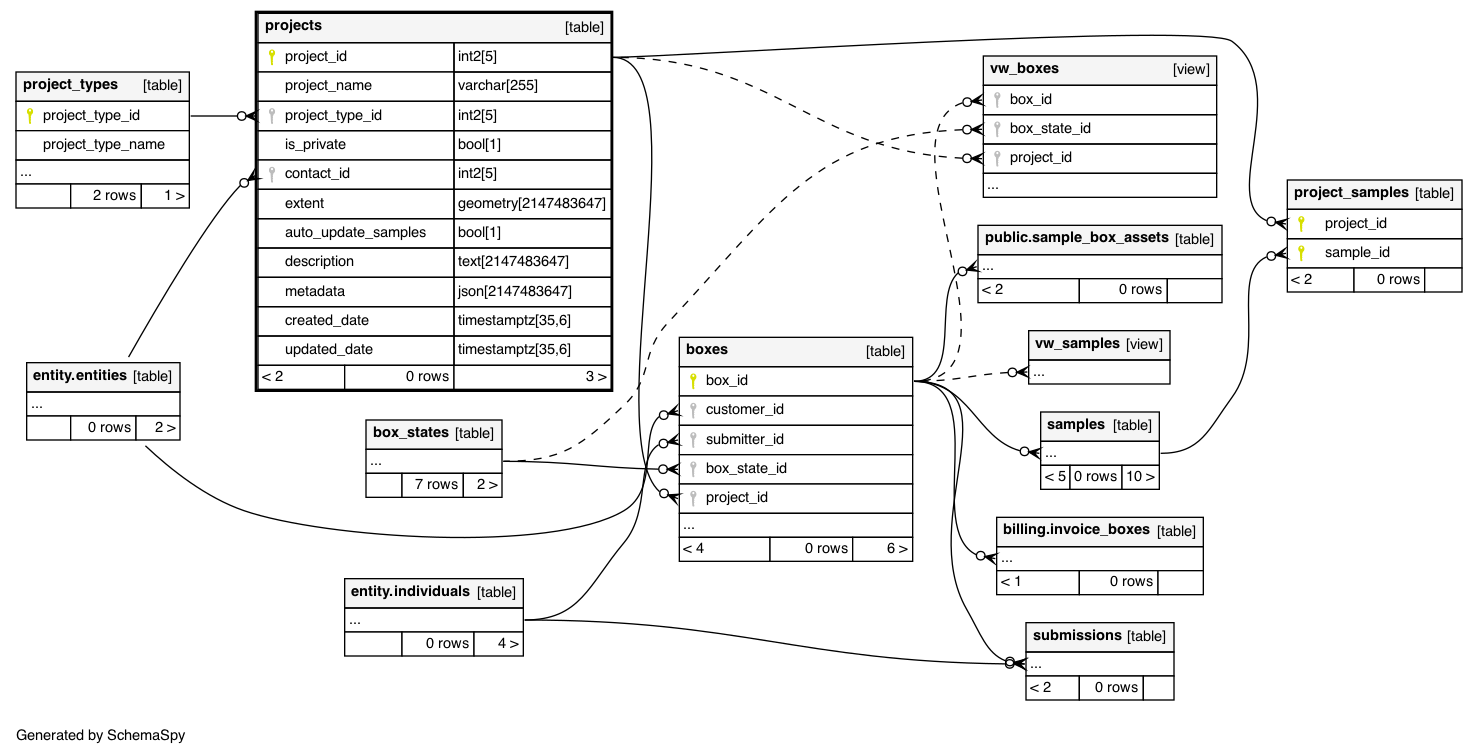 project_types [table]
project_type_id
project_type_name
...
2 rows 1 >
projects [table]
project_id int2[5]
project_name varchar[255]
project_type_id int2[5]
is_private bool[1]
contact_id int2[5]
extent geometry[2147483647]
auto_update_samples bool[1]
description text[2147483647]
metadata json[2147483647]
created_date timestamptz[35,6]
updated_date timestamptz[35,6]
< 2 0 rows 3 >
entity.entities [table]
...
0 rows 2 >
box_states [table]
...
7 rows 2 >
entity.individuals [table]
...
0 rows 4 >
boxes [table]
box_id
customer_id
submitter_id
box_state_id
project_id
...
< 4 0 rows 6 >
vw_boxes [view]
box_id
box_state_id
project_id
...
public.sample_box_assets [table]
...
< 2 0 rows
vw_samples [view]
...
samples [table]
...
< 5 0 rows 10 >
billing.invoice_boxes [table]
...
< 1 0 rows
submissions [table]
...
< 2 0 rows
project_samples [table]
project_id
sample_id
< 2 0 rows
Generated by SchemaSpy